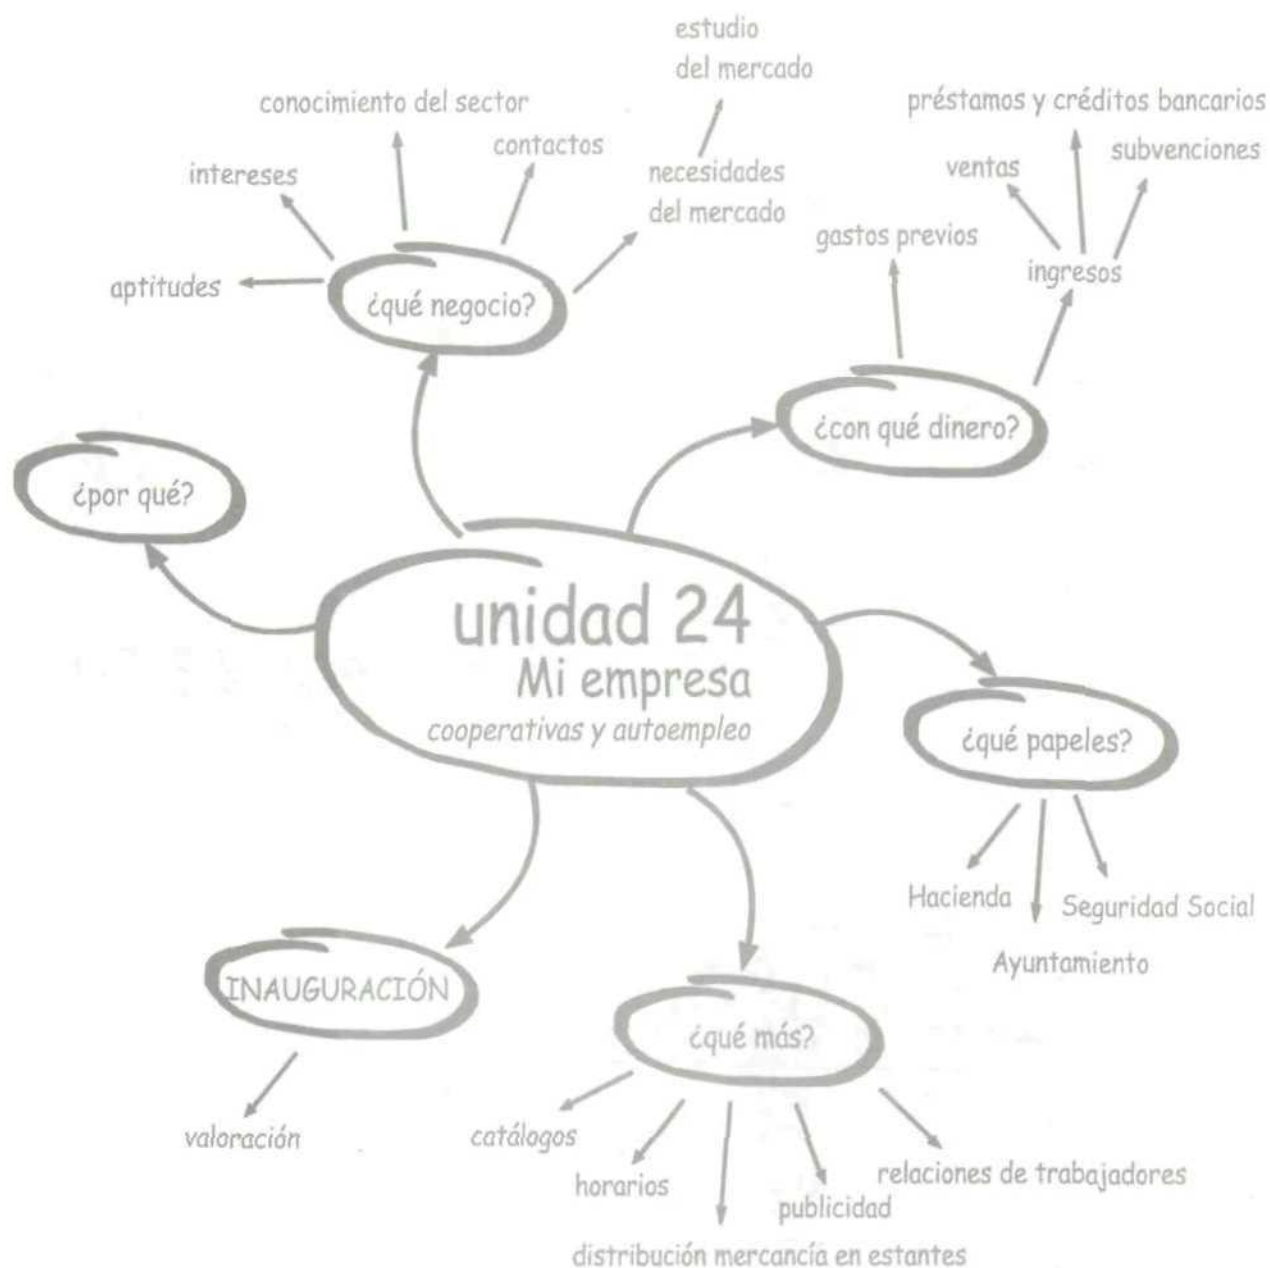 estudio
del mercado
conocimiento del sector
préstamos y créditos bancarios
contactos
subvenciones
intereses
necesidades
del mercado
ventas
gastos previos
ingresos
aptitudes
¿qué negocio?
¿con qué dinero?
¿por qué?
unidad 24
Mi empresa
cooperativas y autoempleo
¿qué papeles?
Hacienda
Seguridad Social
Ayuntamiento
INAUGURACIÓN
¿qué más?
valoración
catálogos
horarios
relaciones de trabajadores
publicidad
distribución mercancía en estantes